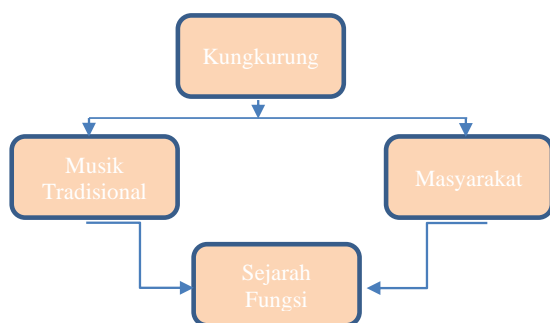 Kungkurung
Musik
Tradisional
Masyarakat
Sejarah
Fungsi